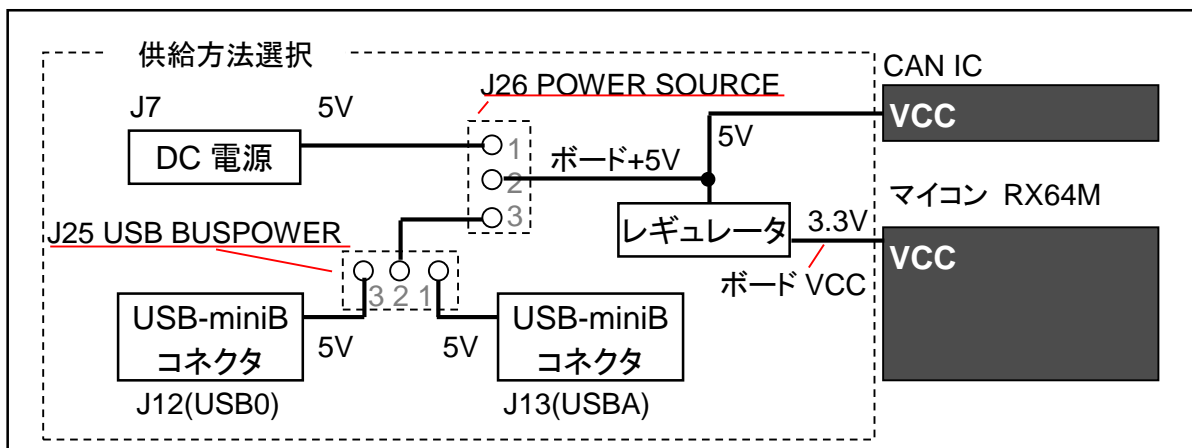 供給方法選択
J7
5V
DC 電源
J26 POWER SOURCE
1
2
3
ボード+5V
5V
CAN IC
VCC
レギュレータ
3.3V
ボード VCC
マイコン RX64M
VCC
J25 USB BUSPOWER
3 2 1
USB-miniB
コネクタ
5V
J12(USB0)
5V
USB-miniB
コネクタ
J13(USBA)